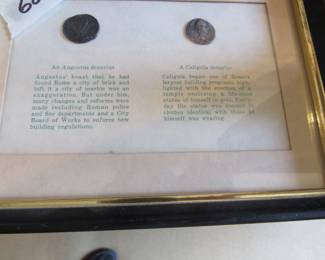 An Augustus denarius
Augustus' boast that he had
found Rome a city of brick and
left it a city of marble was an
exaggeration. But under him,
many changes and reforms were
made including Roman police
and fire departments and a City
Board of Works to enforce new
building regulations.
A Caligula denarius
Caligula began one of Rome's
largest building programs high-
lighted with the erection of a
temple enclosing a life-sized
statue of himself in gold. Every
day the statue was dressed in
clothes identical with those he
himself was wearing.